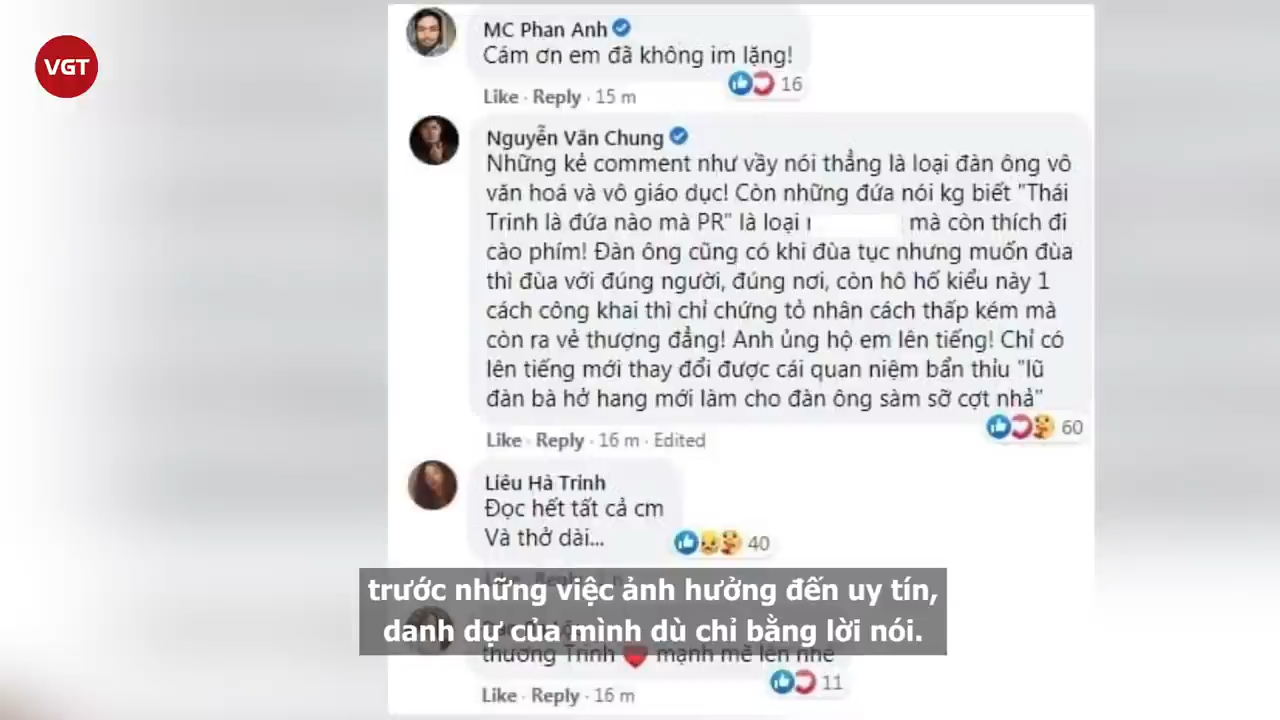 VGT
MC Phan Anh
Cám ơn em đã không im lặng!
16
Like · Reply · 15 m
Nguyễn Văn Chung
Những kẻ comment như vầy nói thẳng là loại đàn ông vô
văn hoá và vô giáo dục! Còn những đứa nói kg biết "Thái
Trinh là đứa nào mà PR" là loại mà còn thích đi
cào phím! Đàn ông cũng có khi đùa tục nhưng muốn đùa
thì đùa với đúng người, đúng nơi, còn hô hố kiểu này 1
cách công khai thì chỉ chứng tỏ nhân cách thấp kém mà
còn ra vẻ thượng đẳng! Anh ủng hộ em lên tiếng! Chỉ có
lên tiếng mới thay đổi được cái quan niệm bẩn thỉu "lũ
đàn bà hở hang mới làm cho đàn ông sàm sỡ cợt nhả"
60
Like · Reply · 16 m · Edited
Liêu Hà Trinh
Đọc hết tất cả cm
Và thở dài...
40
trước những việc ảnh hưởng đến uy tín,
danh dự của mình dù chỉ bằng lời nói.
thương Trinh ❤️ mạnh mẽ lên nhé
11
Like · Reply · 16 m